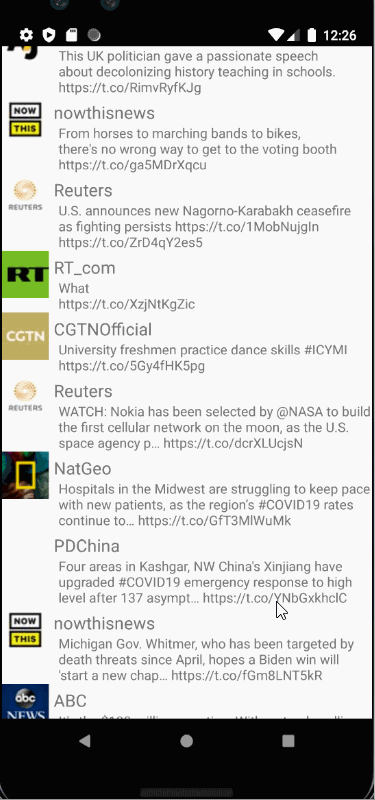 12:26
This UK politician gave a passionate speech
about decolonizing history teaching in schools.
https://t.co/RimvRyfKJg
NOW
THIS
nowthisnews
From horses to marching bands to bikes,
there's no wrong way to get to the voting booth
https://t.co/ga5MDrXqcu
REUTERS
Reuters
U.S. announces new Nagorno-Karabakh ceasefire
as fighting persists https://t.co/1MobNujgIn
https://t.co/ZrD4qY2es5
RT
RT_com
What
https://t.co/XzjNtKgZic
CGTN
CGTNOfficial
University freshmen practice dance skills #ICYMI
https://t.co/5Gy4fHK5pg
REUTERS
Reuters
WATCH: Nokia has been selected by @NASA to build
the first cellular network on the moon, as the U.S.
space agency p… https://t.co/dcrXLUcjsN
NatGeo
Hospitals in the Midwest are struggling to keep pace
with new patients, as the region's #COVID19 rates
continue to… https://t.co/GfT3MlWuMk
PDChina
Four areas in Kashgar, NW China's Xinjiang have
upgraded #COVID19 emergency response to high
level after 137 asympt… https://t.co/YNbGxkhclC
NOW
THIS
nowthisnews
Michigan Gov. Whitmer, who has been targeted by
death threats since April, hopes a Biden win will
'start a new chap… https://t.co/fGm8LNT5kR
abc
NEWS
ABC